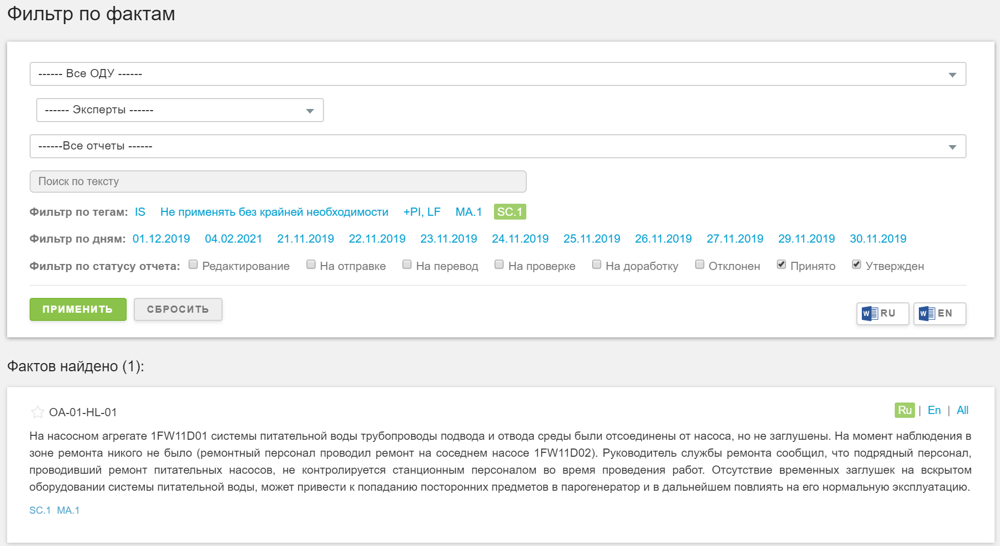 Фильтр по фактам
------ Все ОДУ ------
------ Эксперты ------
------Все отчеты ------
Поиск по тексту
Фильтр по тегам: IS Не применять без крайней необходимости +PI, LF MA.1 SC.1
Фильтр по дням: 01.12.2019 04.02.2021 21.11.2019 22.11.2019 23.11.2019 24.11.2019 25.11.2019 26.11.2019 27.11.2019 29.11.2019 30.11.2019
Фильтр по статусу отчета: Редактирование На отправке На перевод На проверке На доработку Отклонен Принято Утвержден
ПРИМЕНИТЬ СБРОСИТЬ W RU W EN
Фактов найдено (1):
OA-01-HL-01 Ru | En | All
На насосном агрегате 1FW11D01 системы питательной воды трубопроводы подвода и отвода среды были отсоединены от насоса, но не заглушены. На момент наблюдения в
зоне ремонта никого не было (ремонтный персонал проводил ремонт на соседнем насосе 1FW11D02). Руководитель службы ремонта сообщил, что подрядный персонал,
проводивший ремонт питательных насосов, не контролируется станционным персоналом во время проведения работ. Отсутствие временных заглушек на вскрытом
оборудовании системы питательной воды, может привести к попаданию посторонних предметов в парогенератор и в дальнейшем повлиять на его нормальную эксплуатацию.
SC.1 MA.1